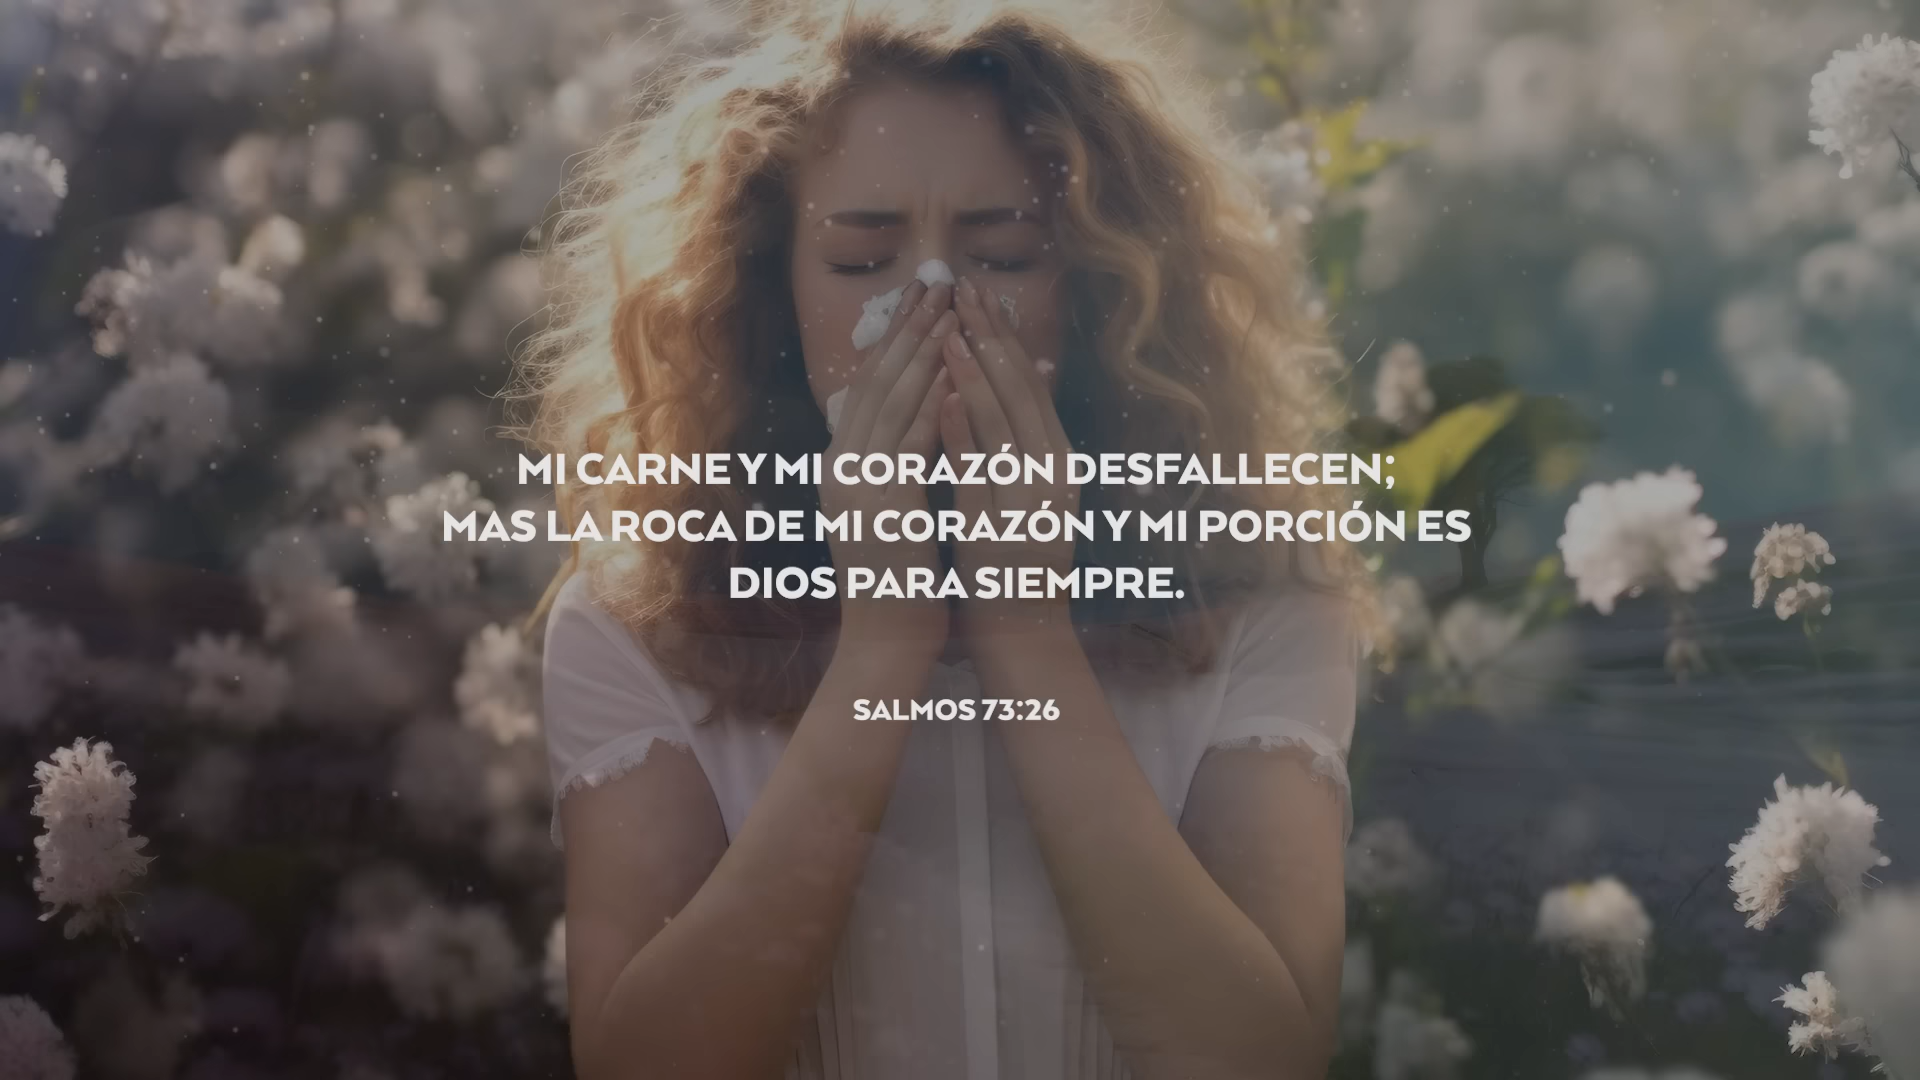 MI CARNE Y MI CORAZÓN DESFALLECEN;
MAS LA ROCA DE MI CORAZÓN Y MI PORCIÓN ES
DIOS PARA SIEMPRE.
SALMOS 73:26